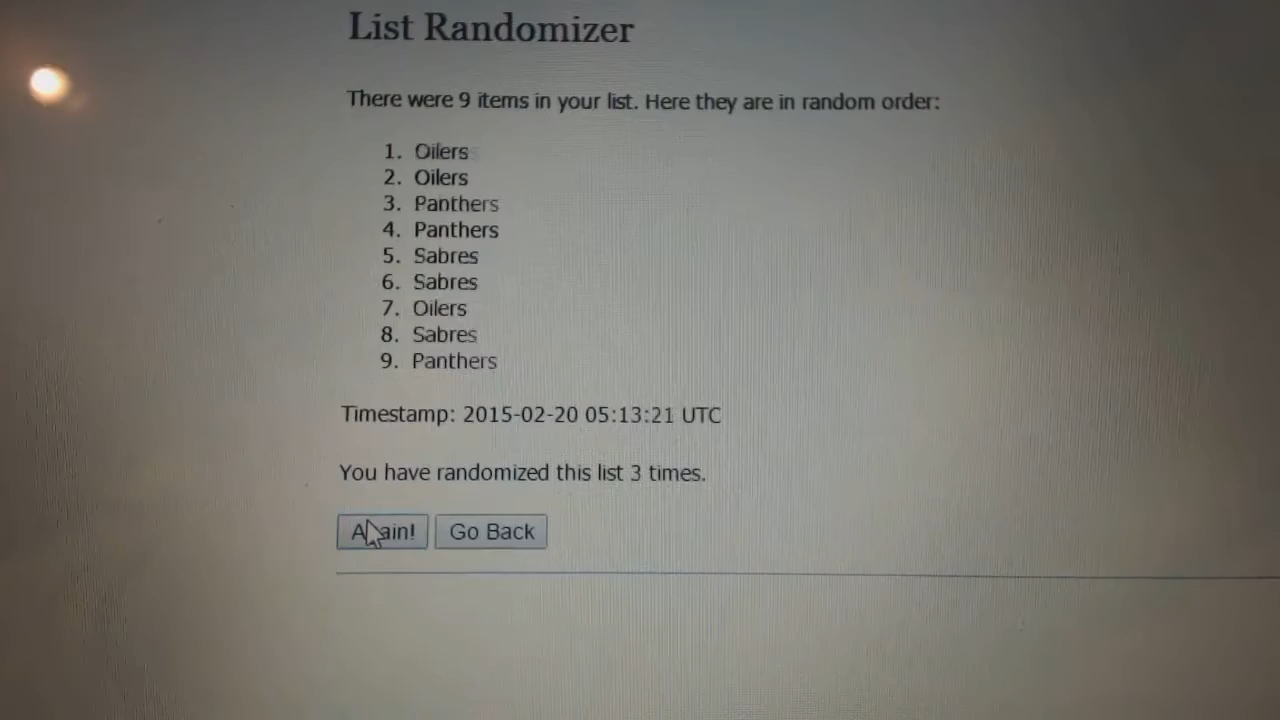 List Randomizer
There were 9 items in your list. Here they are in random order:
1. Oilers
2. Oilers
3. Panthers
4. Panthers
5. Sabres
6. Sabres
7. Oilers
8. Sabres
9. Panthers
Timestamp: 2015-02-20 05:13:21 UTC
You have randomized this list 3 times.
Again! Go Back